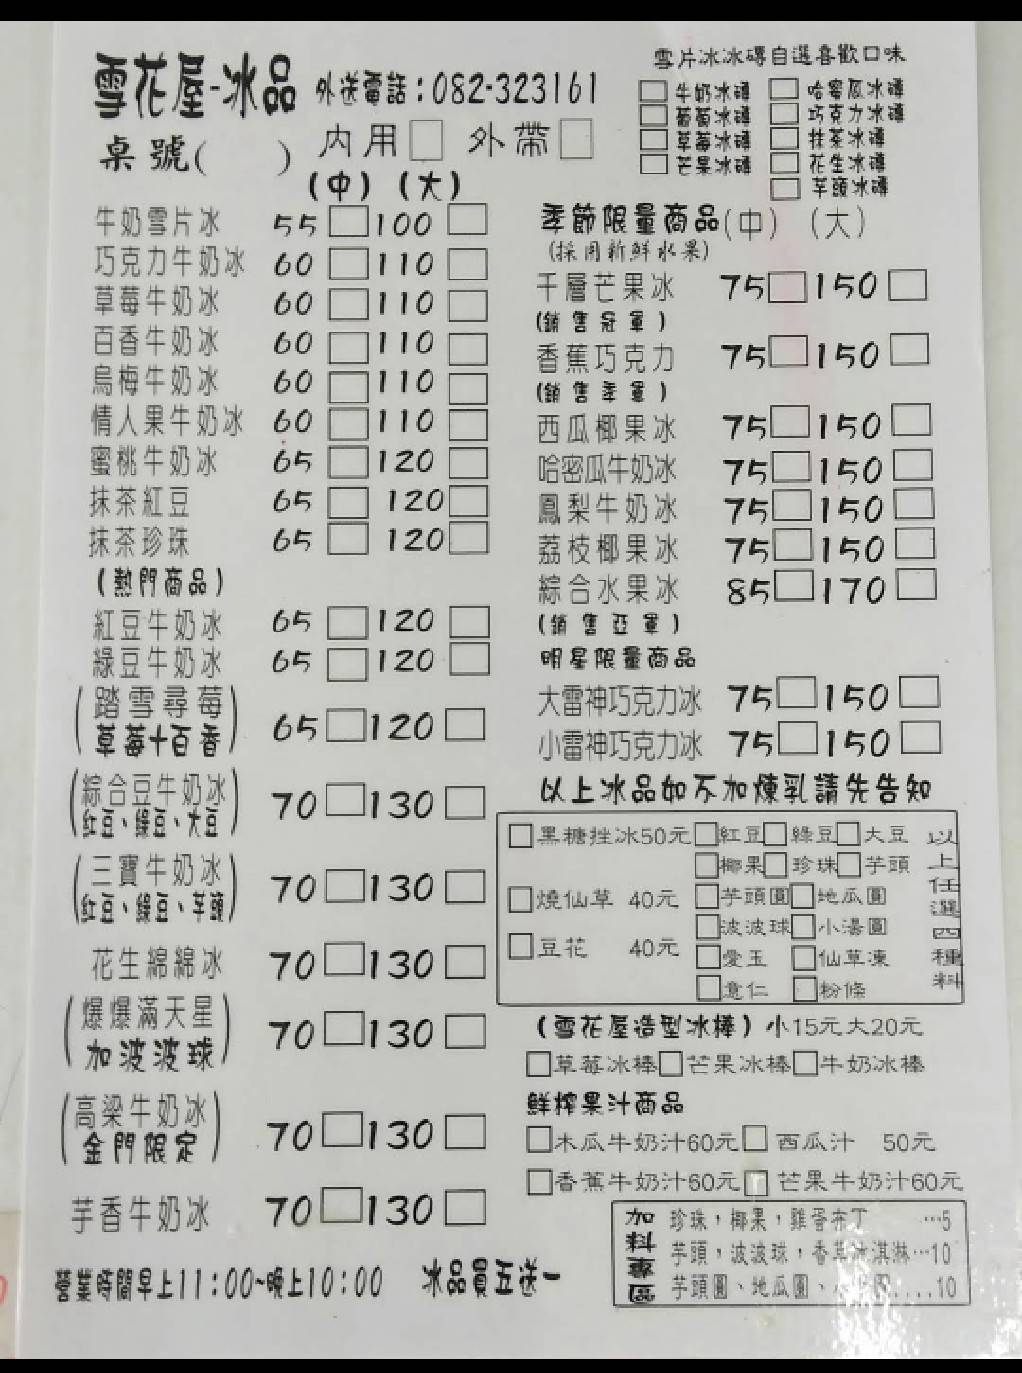 雪花屋-冰品 外送電話：082-323161
桌號（　　） 內用□ 外帶□
雪片冰冰磚自選喜歡口味
□牛奶冰磚 □哈密瓜冰磚
□葡萄冰磚 □巧克力冰磚
□草莓冰磚 □抹茶冰磚
□芒果冰磚 □花生冰磚
□芋頭冰磚
（中）（大）
牛奶雪片冰 55□100□
巧克力牛奶冰 60□110□
草莓牛奶冰 60□110□
百香牛奶冰 60□110□
烏梅牛奶冰 60□110□
情人果牛奶冰 60□110□
蜜桃牛奶冰 65□120□
抹茶紅豆 65□120□
抹茶珍珠 65□120□
（熱門商品）
紅豆牛奶冰 65□120□
綠豆牛奶冰 65□120□
（踏雪尋莓
草莓+百香） 65□120□
（綜合豆牛奶冰
紅豆、綠豆、大豆） 70□130□
（三寶牛奶冰
紅豆、綠豆、芋頭） 70□130□
花生綿綿冰 70□130□
（爆爆滿天星
加波波球） 70□130□
（高梁牛奶冰
金門限定） 70□130□
芋香牛奶冰 70□130□
營業時間早上11：00~晚上10：00 冰品買五送一
季節限量商品（中）（大）
（採用新鮮水果）
千層芒果冰 75□150□
（銷售冠軍）
香蕉巧克力 75□150□
（銷售季軍）
西瓜椰果冰 75□150□
哈密瓜牛奶冰 75□150□
鳳梨牛奶冰 75□150□
荔枝椰果冰 75□150□
綜合水果冰 85□170□
（銷售亞軍）
明星限量商品
大雷神巧克力冰 75□150□
小雷神巧克力冰 75□150□
以上冰品如不加煉乳請先告知
□黑糖挫冰50元 □紅豆□綠豆□大豆
□椰果□珍珠□芋頭
□燒仙草 40元 □芋頭圓□地瓜圓
□波波球□小湯圓
□豆花 40元 □愛玉 □仙草凍
□意仁 □粉條
以上任選四種料
（雪花屋造型冰棒）小15元大20元
□草莓冰棒□芒果冰棒□牛奶冰棒
鮮榨果汁商品
□木瓜牛奶汁60元□西瓜汁 50元
□香蕉牛奶汁60元□芒果牛奶汁60元
加料專區
珍珠，椰果，雞蛋布丁 …5
芋頭，波波球，香草冰淇淋…10
芋頭圓、地瓜圓、小湯圓....10